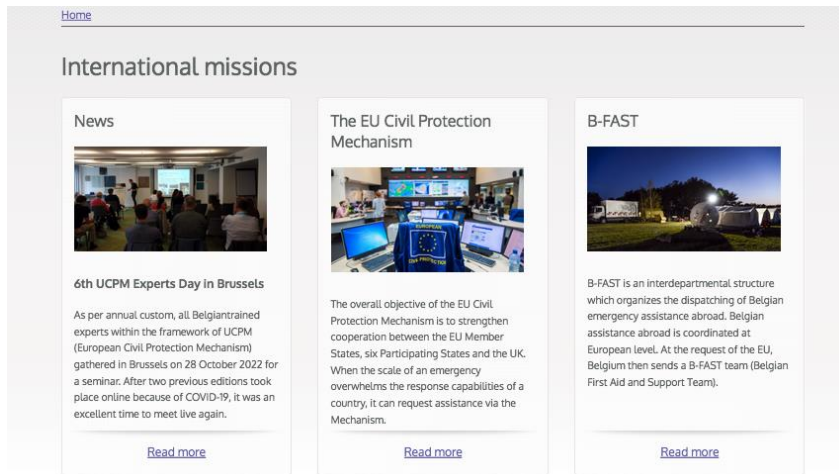 Home
International missions
News
6th UCPM Experts Day in Brussels
As per annual custom, all Belgiantrained
experts within the framework of UCPM
(European Civil Protection Mechanism)
gathered in Brussels on 28 October 2022 for
a seminar. After two previous editions took
place online because of COVID-19, it was an
excellent time to meet live again.
Read more
The EU Civil Protection
Mechanism
EUROPEAN
CIVIL PROTECTION
The overall objective of the EU Civil
Protection Mechanism is to strengthen
cooperation between the EU Member
States, six Participating States and the UK.
When the scale of an emergency
overwhelms the response capabilities of a
country, it can request assistance via the
Mechanism.
Read more
B-FAST
B-FAST is an interdepartmental structure
which organizes the dispatching of Belgian
emergency assistance abroad. Belgian
assistance abroad is coordinated at
European level. At the request of the EU,
Belgium then sends a B-FAST team (Belgian
First Aid and Support Team).
Read more